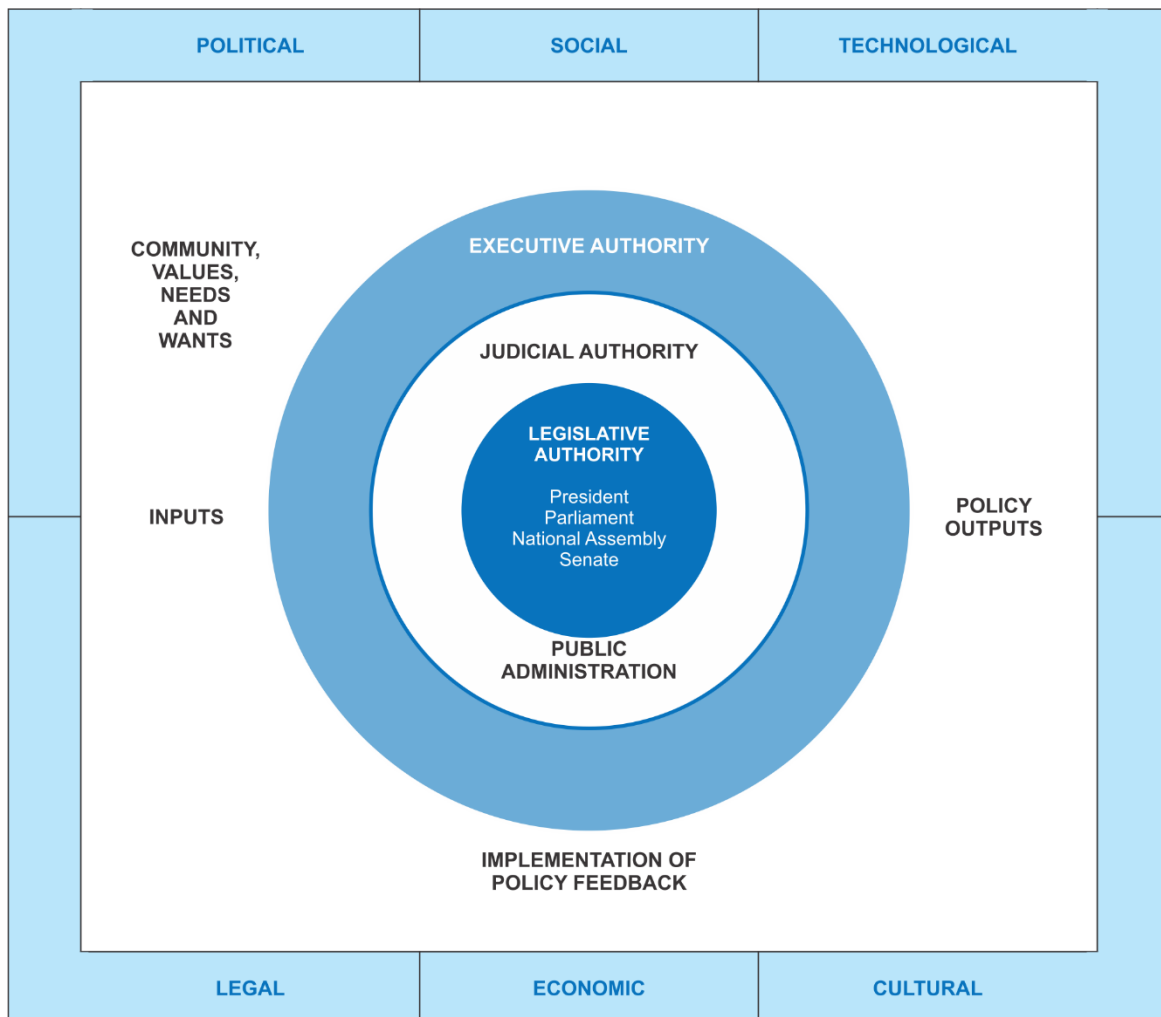 POLITICAL
SOCIAL
TECHNOLOGICAL
COMMUNITY,
VALUES,
NEEDS
AND
WANTS
EXECUTIVE AUTHORITY
JUDICIAL AUTHORITY
LEGISLATIVE
AUTHORITY
President
Parliament
National Assembly
Senate
INPUTS
POLICY
OUTPUTS
PUBLIC
ADMINISTRATION
IMPLEMENTATION OF
POLICY FEEDBACK
LEGAL
ECONOMIC
CULTURAL